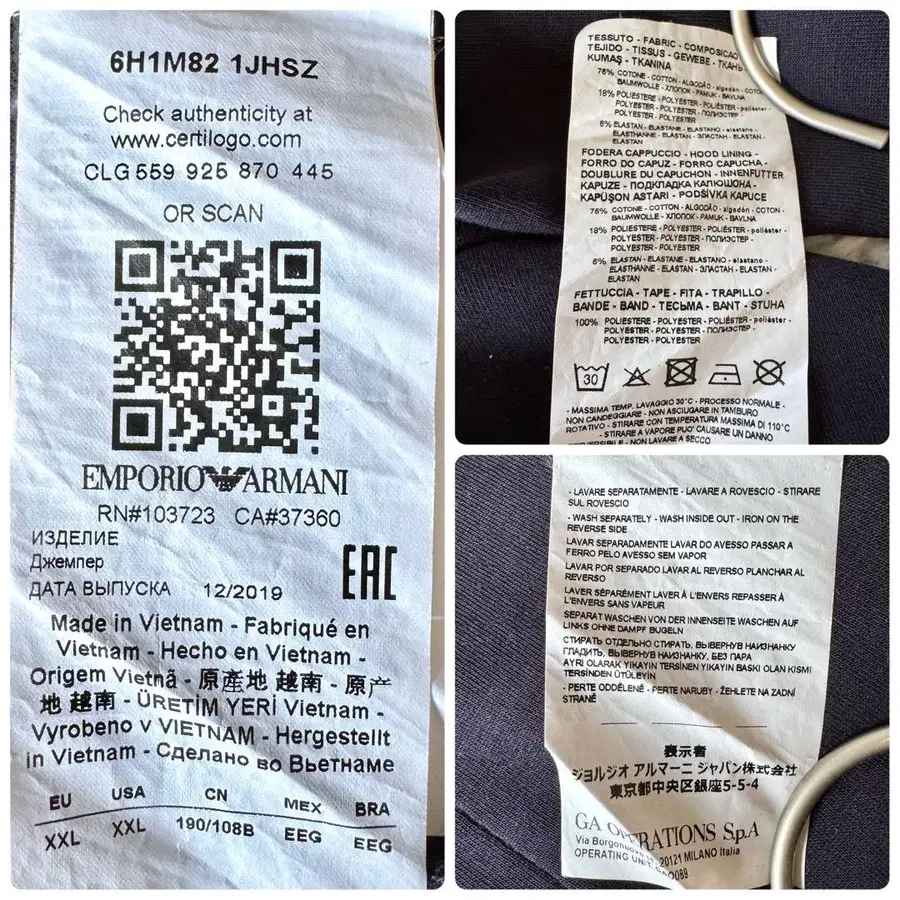 6H1M82 1JHSZ
Check authenticity at
www.certilogo.com
CLG 559 925 870 445
OR SCAN
EMPORIO ARMANI
RN#103723 CA#37360
ИЗДЕЛИЕ
Джемпер
ДАТА ВЫПУСКА 12/2019
EAC
Made in Vietnam - Fabriqué en
Vietnam - Hecho en Vietnam -
Origem Vietnã - 原產地 越南 - 原产
地 越南 - ÜRETİM YERİ Vietnam -
Vyrobeno v VIETNAM - Hergestellt
in Vietnam - Сделано во Вьетнаме
EU USA CN MEX BRA
XXL XXL 190/108B EEG EEG
TESSUTO - FABRIC - COMPOSICAO
TEJIDO - TISSUS - GEWEBE - ТКАНЬ
KUMAŞ - TKANINA
76% COTONE - COTTON - ALGODÃO - algodón - COTON
BAUMWOLLE - ХЛОПОК - PAMUK - BAVLNA
18% POLIESTERE - POLYESTER - POLIÉSTER - poliéster -
POLYESTER - POLYESTER - ПОЛИЭСТЕР -
POLYESTER - POLYESTER
6% ELASTAN - ELASTANE - ELASTANO - elastano -
ELASTHANNE - ELASTAN - ЭЛАСТАН - ELASTAN -
ELASTAN
FODERA CAPPUCCIO - HOOD LINING -
FORRO DO CAPUZ - FORRO CAPUCHA -
DOUBLURE DU CAPUCHON - INNENFUTTER
KAPUZE - ПОДКЛАДКА КАПЮШОНА -
KAPÜŞON ASTARI - PODŠÍVKA KAPUCE
76% COTONE - COTTON - ALGODÃO - algodón - COTON -
BAUMWOLLE - ХЛОПОК - PAMUK - BAVLNA
18% POLIESTERE - POLYESTER - POLIÉSTER - poliéster -
POLYESTER - POLYESTER - ПОЛИЭСТЕР -
POLYESTER - POLYESTER
6% ELASTAN - ELASTANE - ELASTANO - elastano -
ELASTHANNE - ELASTAN - ЭЛАСТАН - ELASTAN -
ELASTAN
FETTUCCIA - TAPE - FITA - TRAPILLO -
BANDE - BAND - ТЕСЬМА - BANT - STUHA
100% POLIESTERE - POLYESTER - POLIÉSTER - poliéster -
POLYESTER - POLYESTER - ПОЛИЭСТЕР -
POLYESTER - POLYESTER
30
- MASSIMA TEMP. LAVAGGIO 30°C - PROCESSO NORMALE -
NON CANDEGGIARE - NON ASCIUGARE IN TAMBURO
ROTATIVO - STIRARE CON TEMPERATURA MASSIMA DI 110°C
- STIRARE A VAPORE PUO' CAUSARE UN DANNO
- NON LAVARE A SECCO
- LAVARE SEPARATAMENTE - LAVARE A ROVESCIO - STIRARE
SUL ROVESCIO
- WASH SEPARATELY - WASH INSIDE OUT - IRON ON THE
REVERSE SIDE
LAVAR SEPARADAMENTE LAVAR DO AVESSO PASSAR A
FERRO PELO AVESSO SEM VAPOR
LAVAR POR SEPARADO LAVAR AL REVERSO PLANCHAR AL
REVERSO
LAVER SÉPARÉMENT LAVER À L'ENVERS REPASSER À
L'ENVERS SANS VAPEUR
SEPARAT WASCHEN VON DER INNENSEITE WASCHEN AUF
LINKS OHNE DAMPF BÜGELN
СТИРАТЬ ОТДЕЛЬНО СТИРАТЬ, ВЫВЕРНУВ НАИЗНАНКУ
ГЛАДИТЬ, ВЫВЕРНУВ НАИЗНАНКУ, БЕЗ ПАРА
AYRI OLARAK YIKAYIN TERSİNEN YIKAYIN BASKI OLAN KISMI
TERSİNDEN ÜTÜLEYİN
- PERTE ODDĚLENĚ - PERTE NARUBY - ŽEHLETE NA ZADNÍ
STRANĚ
表示者
ジョルジオ アルマーニ ジャパン株式会社
東京都中央区銀座5-5-4
GA OPERATIONS S.p.A
Via Borgonuovo 20121 MILANO Italia
OPERATING UNIT